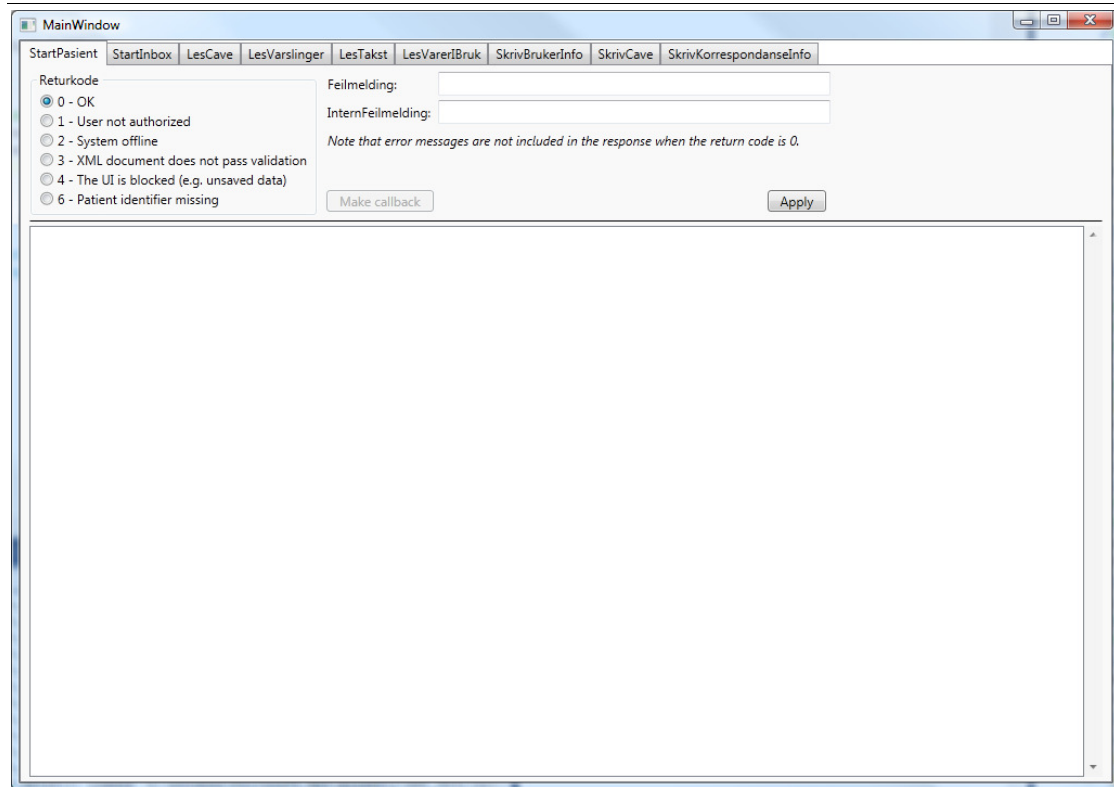 MainWindow
StartPasient StartInbox LesCave LesVarslinger LesTakst LesVarerIBruk SkrivBrukerInfo SkrivCave SkrivKorrespondanseInfo
Returkode
0 - OK
1 - User not authorized
2 - System offline
3 - XML document does not pass validation
4 - The UI is blocked (e.g. unsaved data)
6 - Patient identifier missing
Feilmelding:
InternFeilmelding:
Note that error messages are not included in the response when the return code is 0.
Make callback Apply